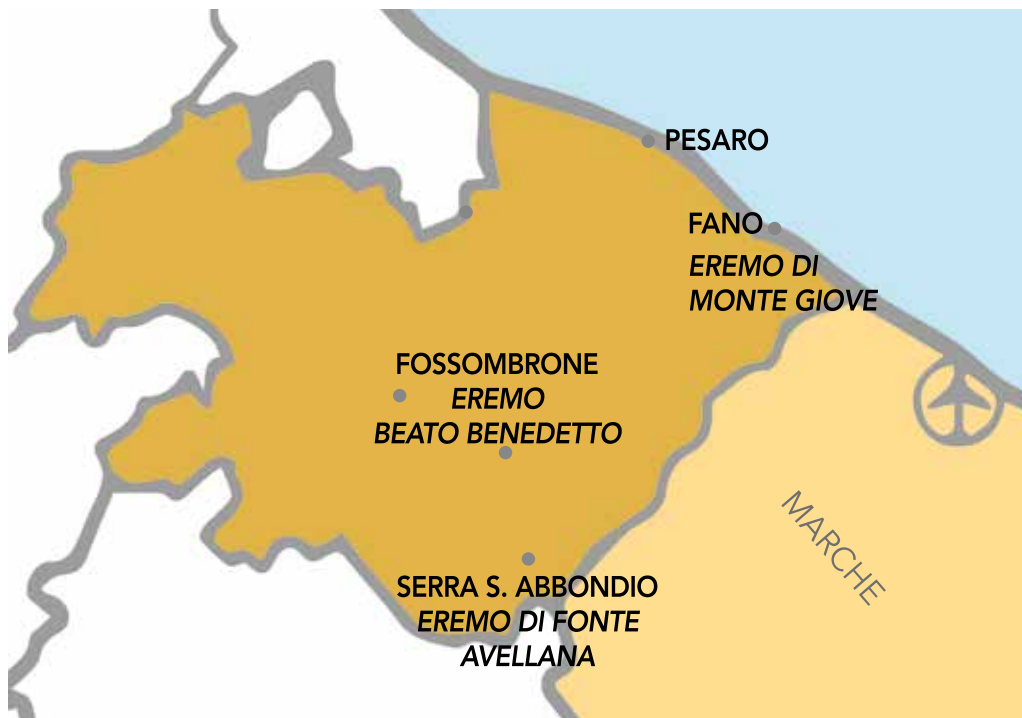 PESARO
FANO
EREMO DI
MONTE GIOVE
FOSSOMBRONE
EREMO
BEATO BENEDETTO
MARCHE
SERRA S. ABBONDIO
EREMO DI FONTE
AVELLANA